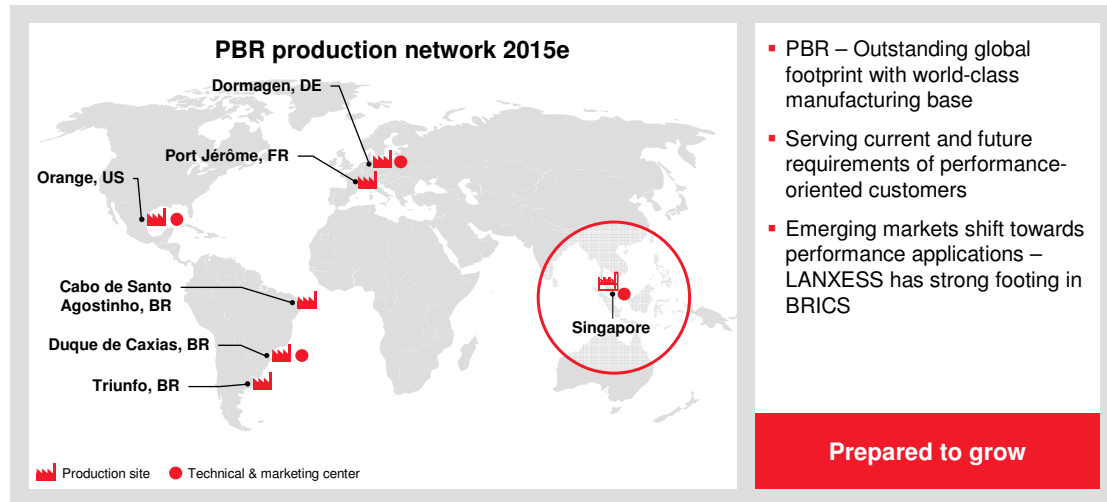 PBR production network 2015e
Dormagen, DE
Port Jérôme, FR
Orange, US
Cabo de Santo
Agostinho, BR
Duque de Caxias, BR
Triunfo, BR
Singapore
Production site
Technical & marketing center
▪ PBR – Outstanding global
footprint with world-class
manufacturing base
▪ Serving current and future
requirements of performance-
oriented customers
▪ Emerging markets shift towards
performance applications –
LANXESS has strong footing in
BRICS
Prepared to grow